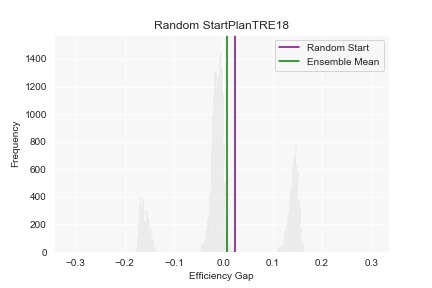 Random StartPlanTRE18
Random Start
Ensemble Mean
Frequency
1400
1200
1000
800
600
400
200
0
−0.3 −0.2 −0.1 0.0 0.1 0.2 0.3
Efficiency Gap